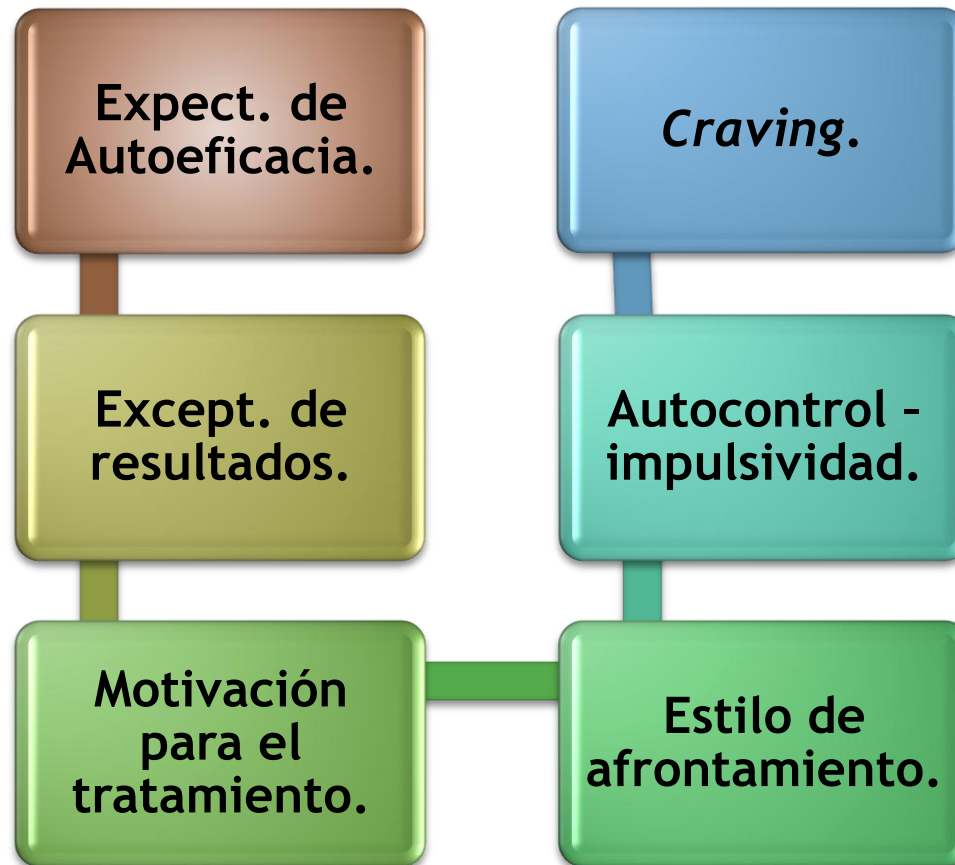 Expect. de
Autoeficacia.
Except. de
resultados.
Motivación
para el
tratamiento.
Estilo de
afrontamiento.
Autocontrol –
impulsividad.
Craving.